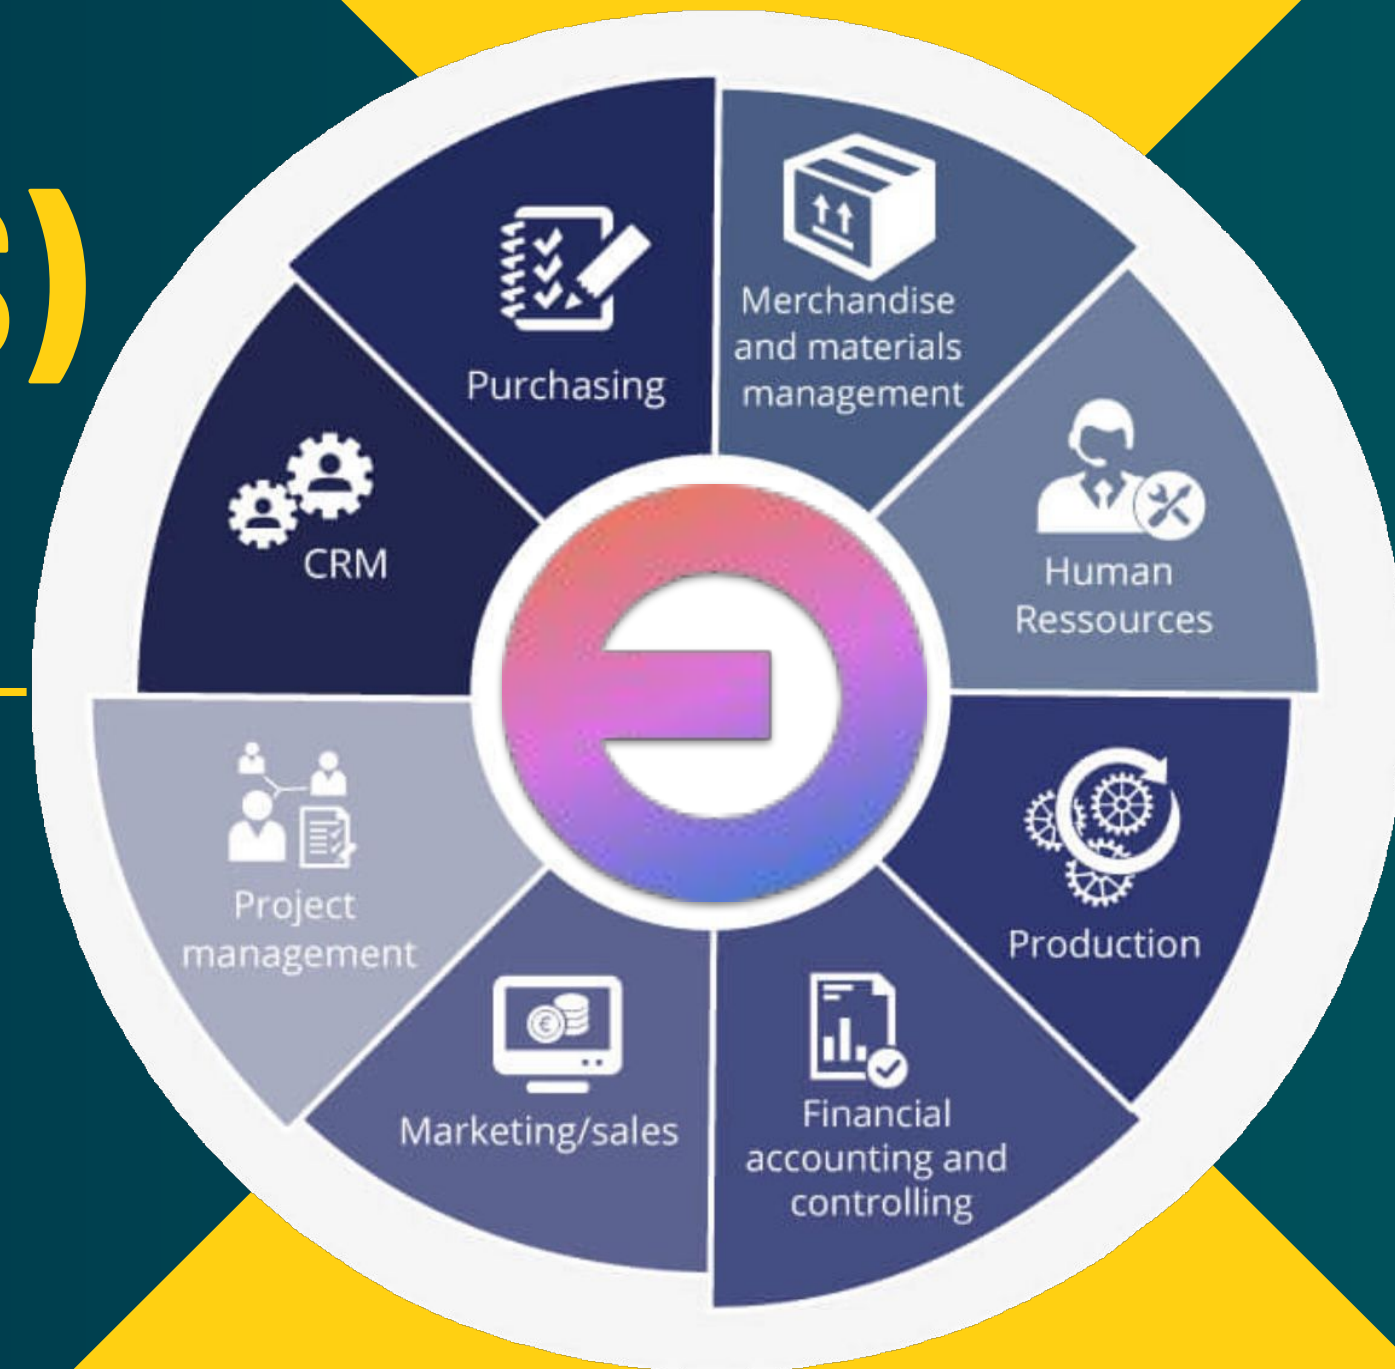 S)
Purchasing
Merchandise
and materials
management
CRM
Human
Ressources
Project
management
Production
Marketing/sales
Financial
accounting and
controlling